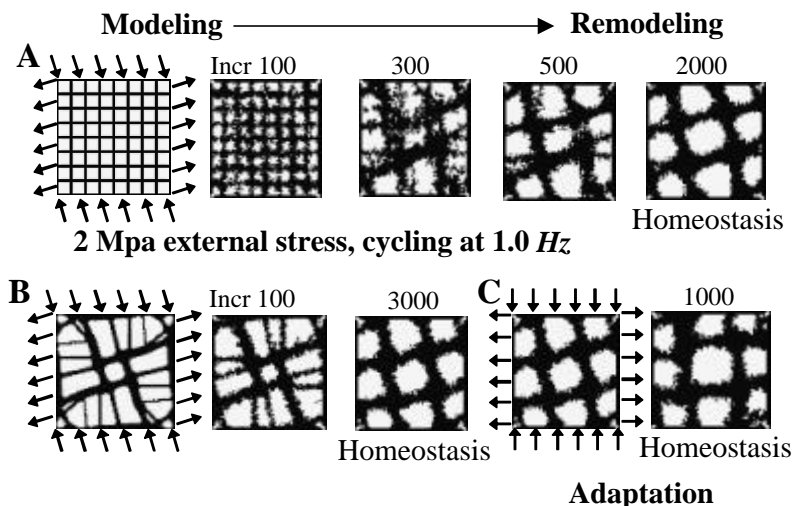 Modeling Remodeling
A
Incr 100 300 500 2000
Homeostasis
2 Mpa external stress, cycling at 1.0 Hz
B Incr 100 3000 C 1000
Homeostasis Homeostasis
Adaptation